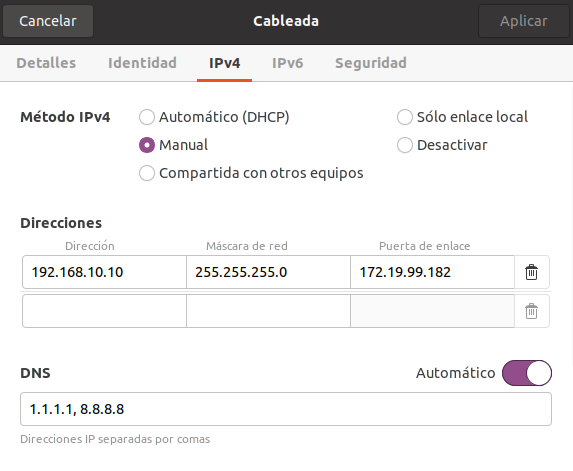 Cancelar Cableada Aplicar
Detalles Identidad IPv4 IPv6 Seguridad
Método IPv4 Automático (DHCP) Sólo enlace local
Manual Desactivar
Compartida con otros equipos
Direcciones
Dirección Máscara de red Puerta de enlace
192.168.10.10 255.255.255.0 172.19.99.182
DNS Automático
1.1.1.1, 8.8.8.8
Direcciones IP separadas por comas